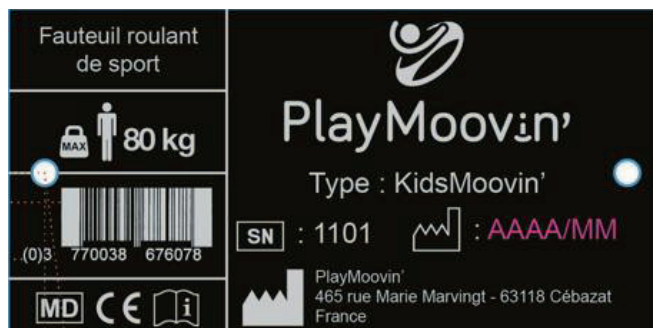 Fauteuil roulant
de sport
MAX 80 kg
(0)3 770038 676078
MD CE i
PlayMoovin'
Type : KidsMoovin'
SN : 1101 : AAAA/MM
PlayMoovin'
465 rue Marie Marvingt - 63118 Cébazat
France